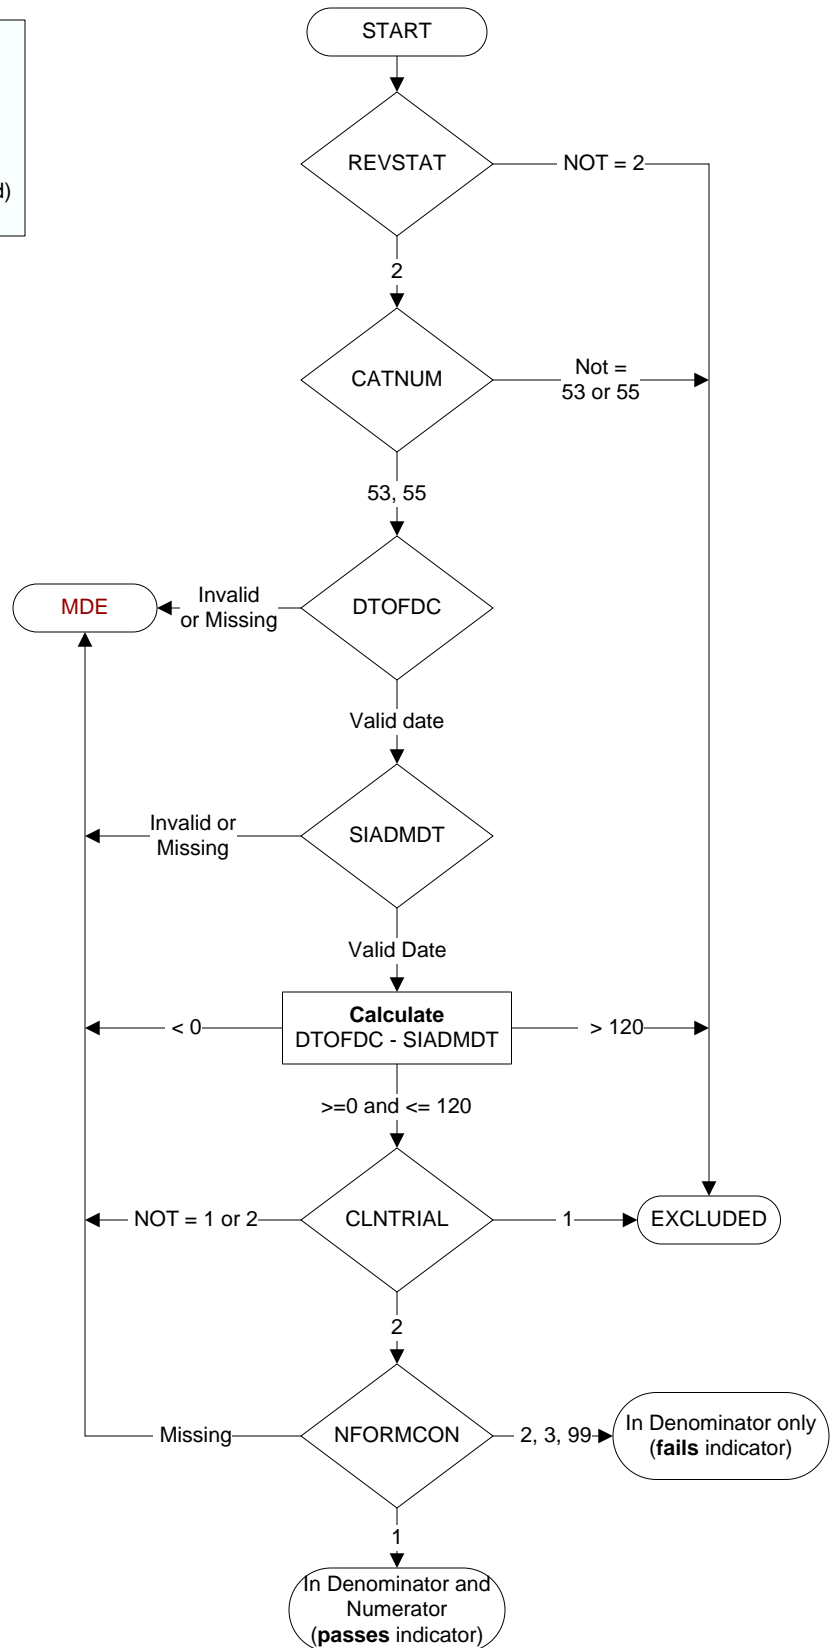 START
REVSTAT
NOT = 2
d)
2
CATNUM
Not =
53 or 55
53, 55
DTOFDC
Invalid
or Missing
MDE
Valid date
SIADMDT
Invalid or
Missing
Valid Date
Calculate
DTOFDC - SIADMDT
< 0
> 120
>=0 and <= 120
CLNTRIAL
NOT = 1 or 2
1
EXCLUDED
2
NFORMCON
Missing
2, 3, 99
In Denominator only
(fails indicator)
1
In Denominator and
Numerator
(passes indicator)